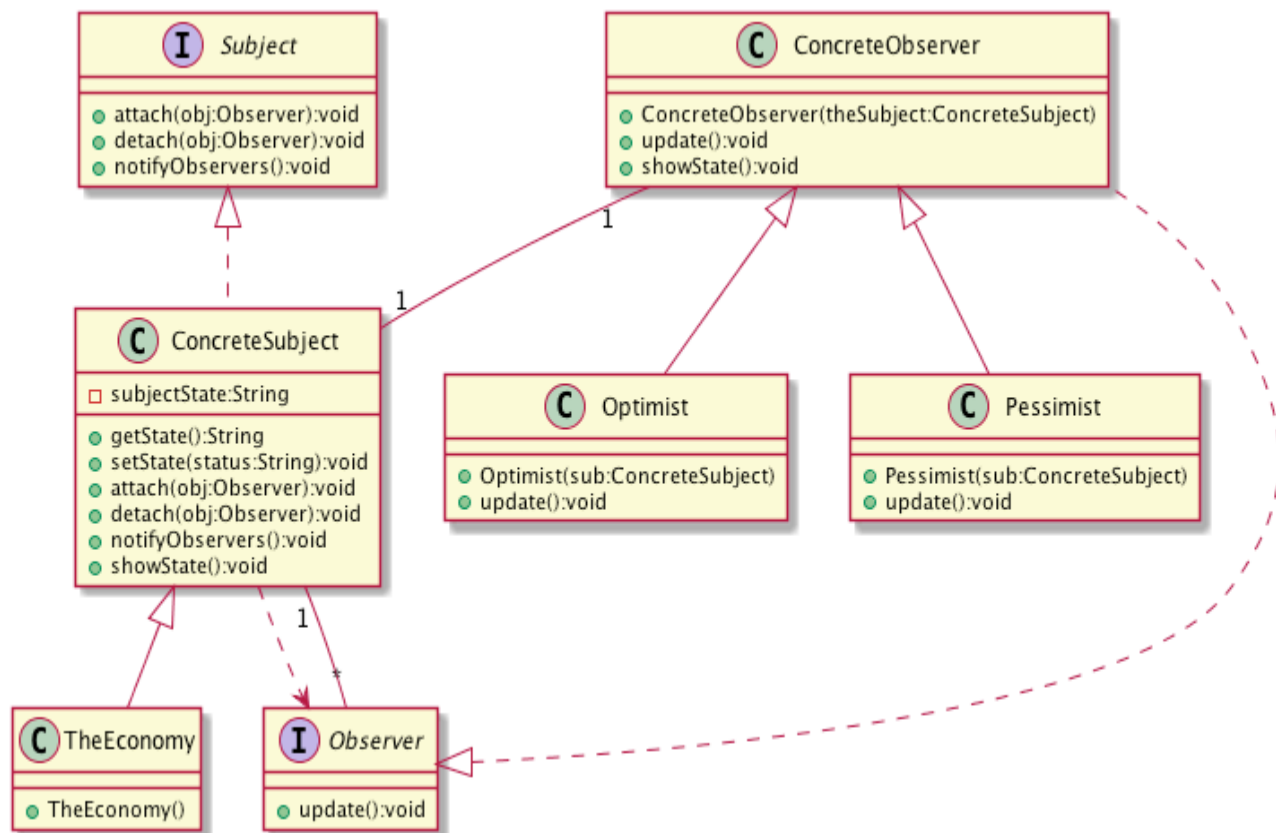 I Subject
attach(obj:Observer):void
detach(obj:Observer):void
notifyObservers():void
C ConcreteObserver
ConcreteObserver(theSubject:ConcreteSubject)
update():void
showState():void
1
1
C ConcreteSubject
subjectState:String
getState():String
setState(status:String):void
attach(obj:Observer):void
detach(obj:Observer):void
notifyObservers():void
showState():void
C Optimist
Optimist(sub:ConcreteSubject)
update():void
C Pessimist
Pessimist(sub:ConcreteSubject)
update():void
1
*
C TheEconomy
TheEconomy()
I Observer
update():void